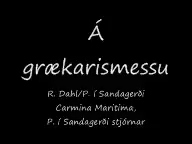 Á
grækarismessu
R. Dahl/P. í Sandagerði
Carmina Maritima,
P. í Sandagerði stjórnar